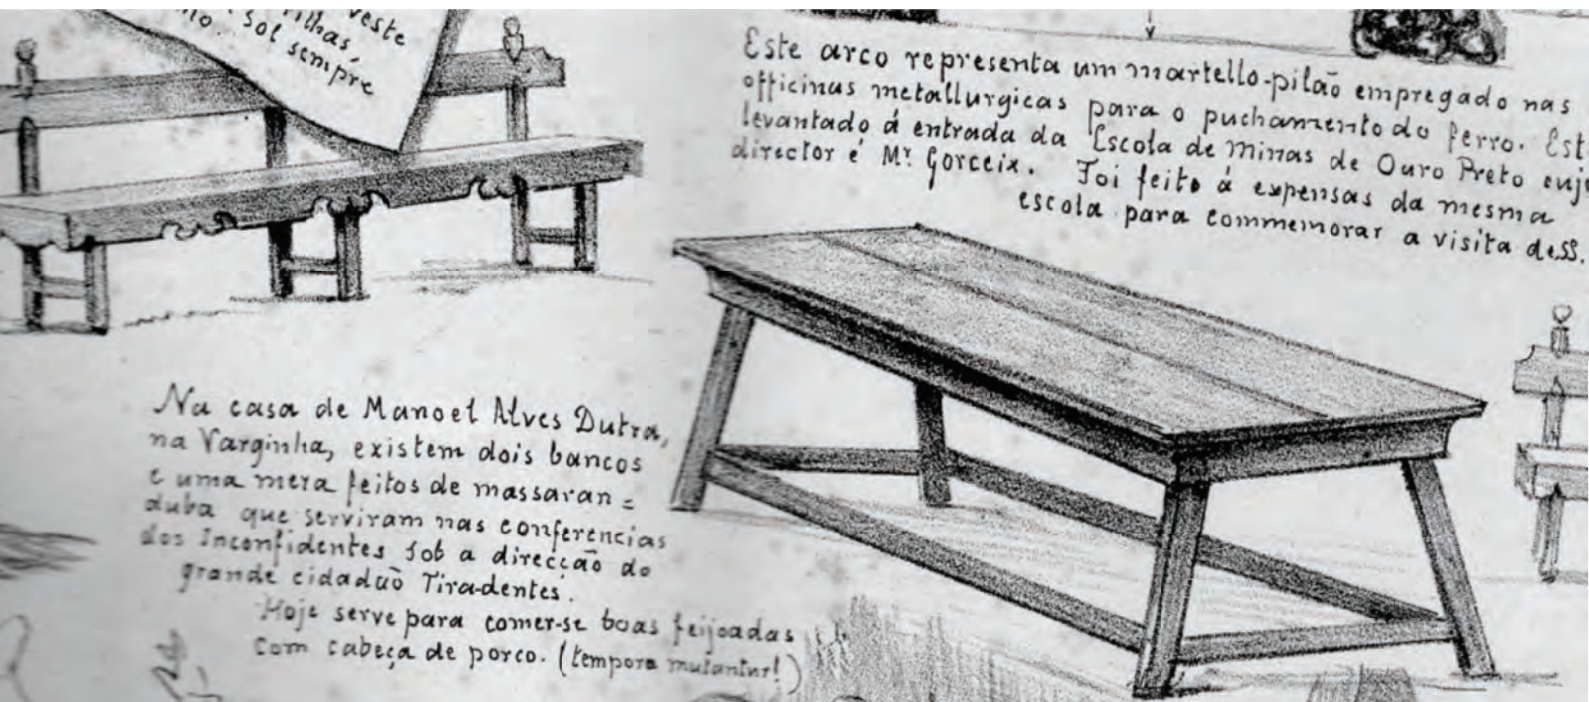 veste
filhas,
Sol sempre
Este arco representa um martello-pilão empregado nas
officinas metallurgicas para o puchamento do ferro. Est
levantado á entrada da Escola de Minas de Ouro Preto cuj
director é Mr. Gorceix. Foi feito á expensas da mesma
escola para commemorar a visita de SS.
Na casa de Manoel Alves Dutra,
na Varginha, existem dois bancos
e uma meza feitos de massaran=
duba que serviram nas conferencias
dos Inconfidentes sob a direcção do
grande cidadão Tiradentes.
Hoje serve para comer-se boas feijoadas
com cabeça de porco. (tempora mutantur!)